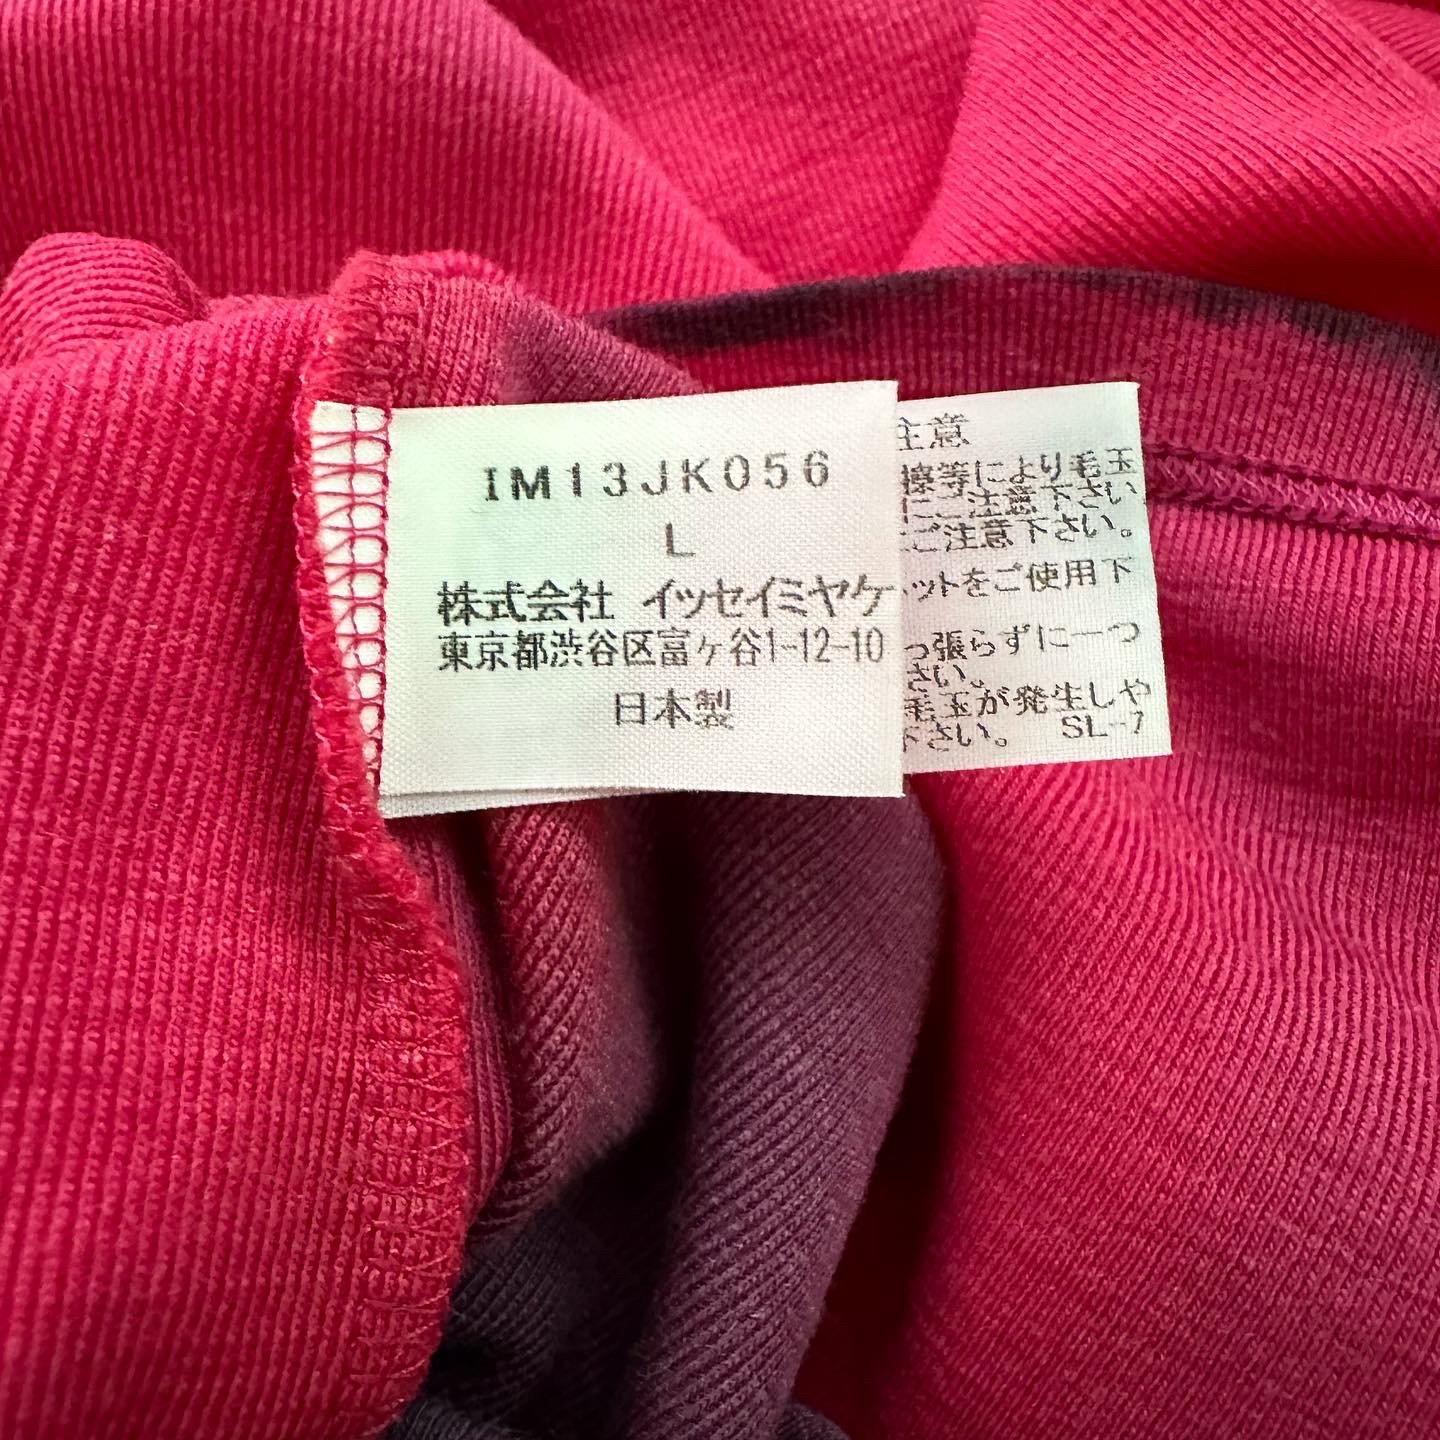 IM13JK056
L
株式会社 イッセイミヤケ
東京都渋谷区富ヶ谷1-12-10
日本製
注意
擦等により毛玉
にご注意下さい
ご注意下さい。
ットをご使用下
っ張らずに一つ
さい。
毛玉が発生しや
下さい。 SL-7